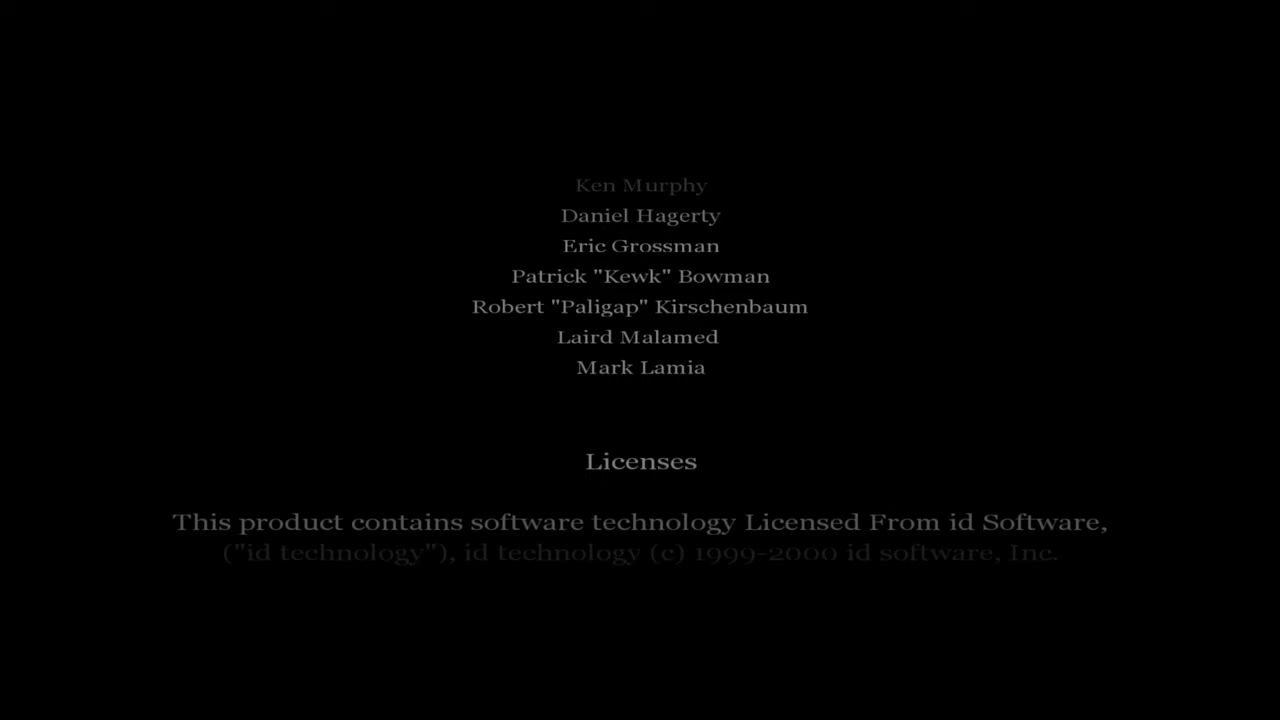 Ken Murphy
Daniel Hagerty
Eric Grossman
Patrick "Kewk" Bowman
Robert "Paligap" Kirschenbaum
Laird Malamed
Mark Lamia
Licenses
This product contains software technology Licensed From id Software,
("id technology"), id technology (c) 1999-2000 id software, Inc.